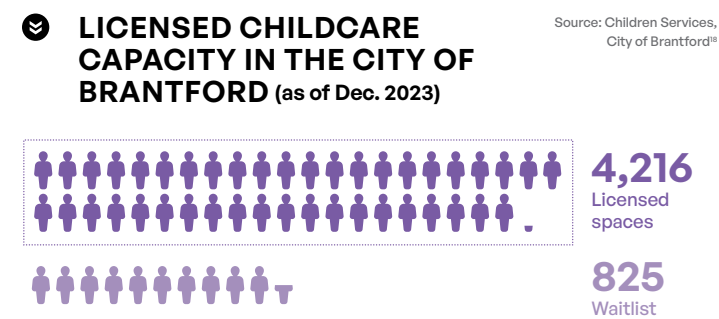 LICENSED CHILDCARE
CAPACITY IN THE CITY OF
BRANTFORD (as of Dec. 2023)
Source: Children Services,
City of Brantford¹⁸
4,216
Licensed
spaces
825
Waitlist